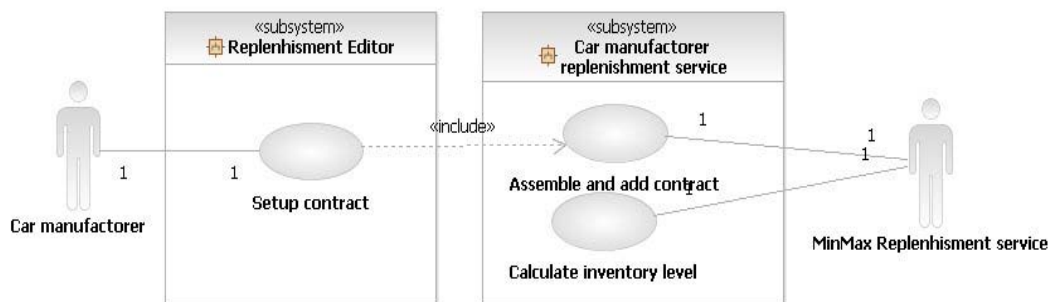 «subsystem»
Replenhisment Editor
«subsystem»
Car manufactorer
replenishment service
«include»
1
1
1
1
1
1
Setup contract
Assemble and add contract
Car manufactorer
MinMax Replenhisment service
Calculate inventory level